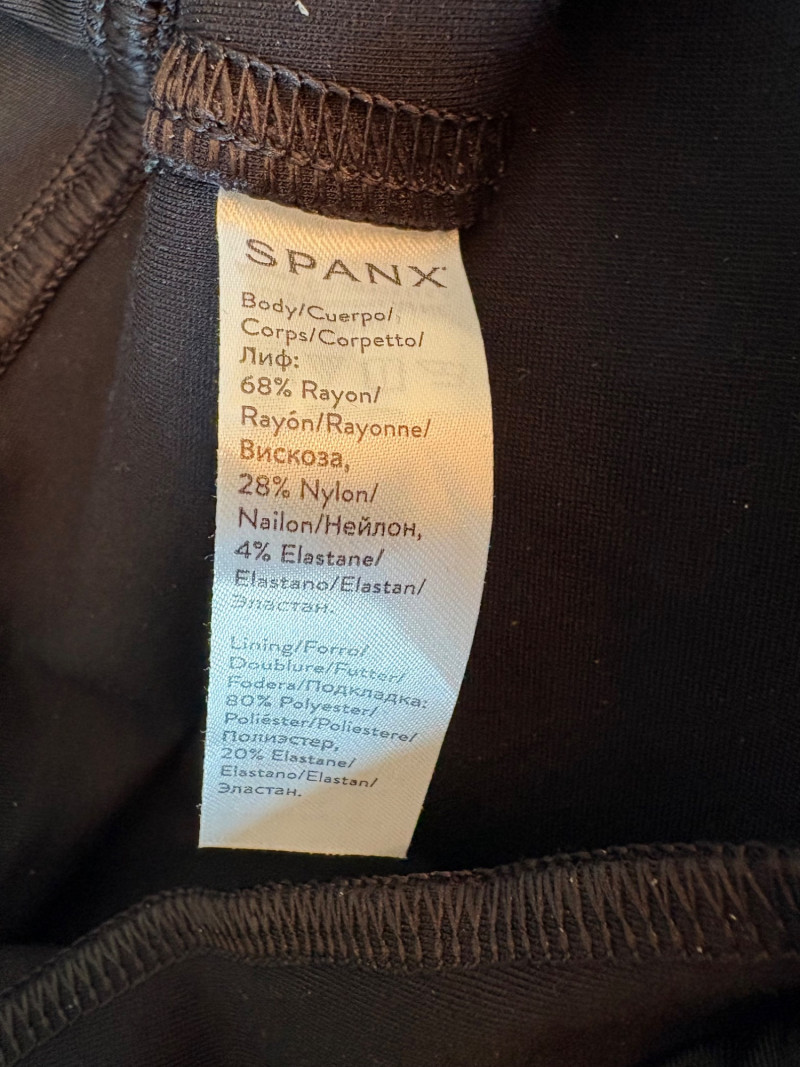 SPANX
Body/Cuerpo/
Corps/Corpetto/
Лиф:
68% Rayon/
Rayón/Rayonne/
Вискоза,
28% Nylon/
Nailon/Нейлон,
4% Elastane/
Elastano/Elastan/
Эластан.
Lining/Forro/
Doublure/Futter/
Fodera/Подкладка:
80% Polyester/
Poliéster/Poliestere/
Полиэстер,
20% Elastane/
Elastano/Elastan/
Эластан.